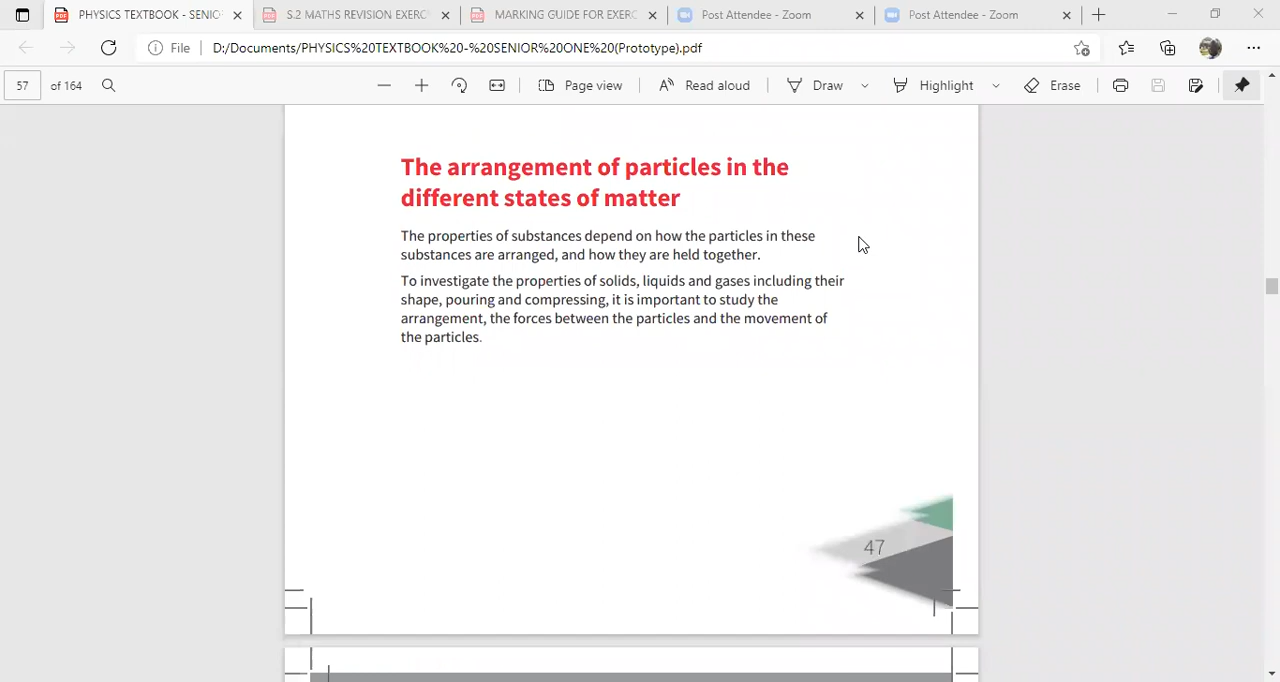 PHYSICS TEXTBOOK - SENIO
S.2 MATHS REVISION EXERC
MARKING GUIDE FOR EXERC
Post Attendee - Zoom
Post Attendee - Zoom
File
D:/Documents/PHYSICS%20TEXTBOOK%20-%20SENIOR%20ONE%20(Prototype).pdf
57 of 164
Page view
Read aloud
Draw
Highlight
Erase
The arrangement of particles in the
different states of matter
The properties of substances depend on how the particles in these
substances are arranged, and how they are held together.
To investigate the properties of solids, liquids and gases including their
shape, pouring and compressing, it is important to study the
arrangement, the forces between the particles and the movement of
the particles.
47